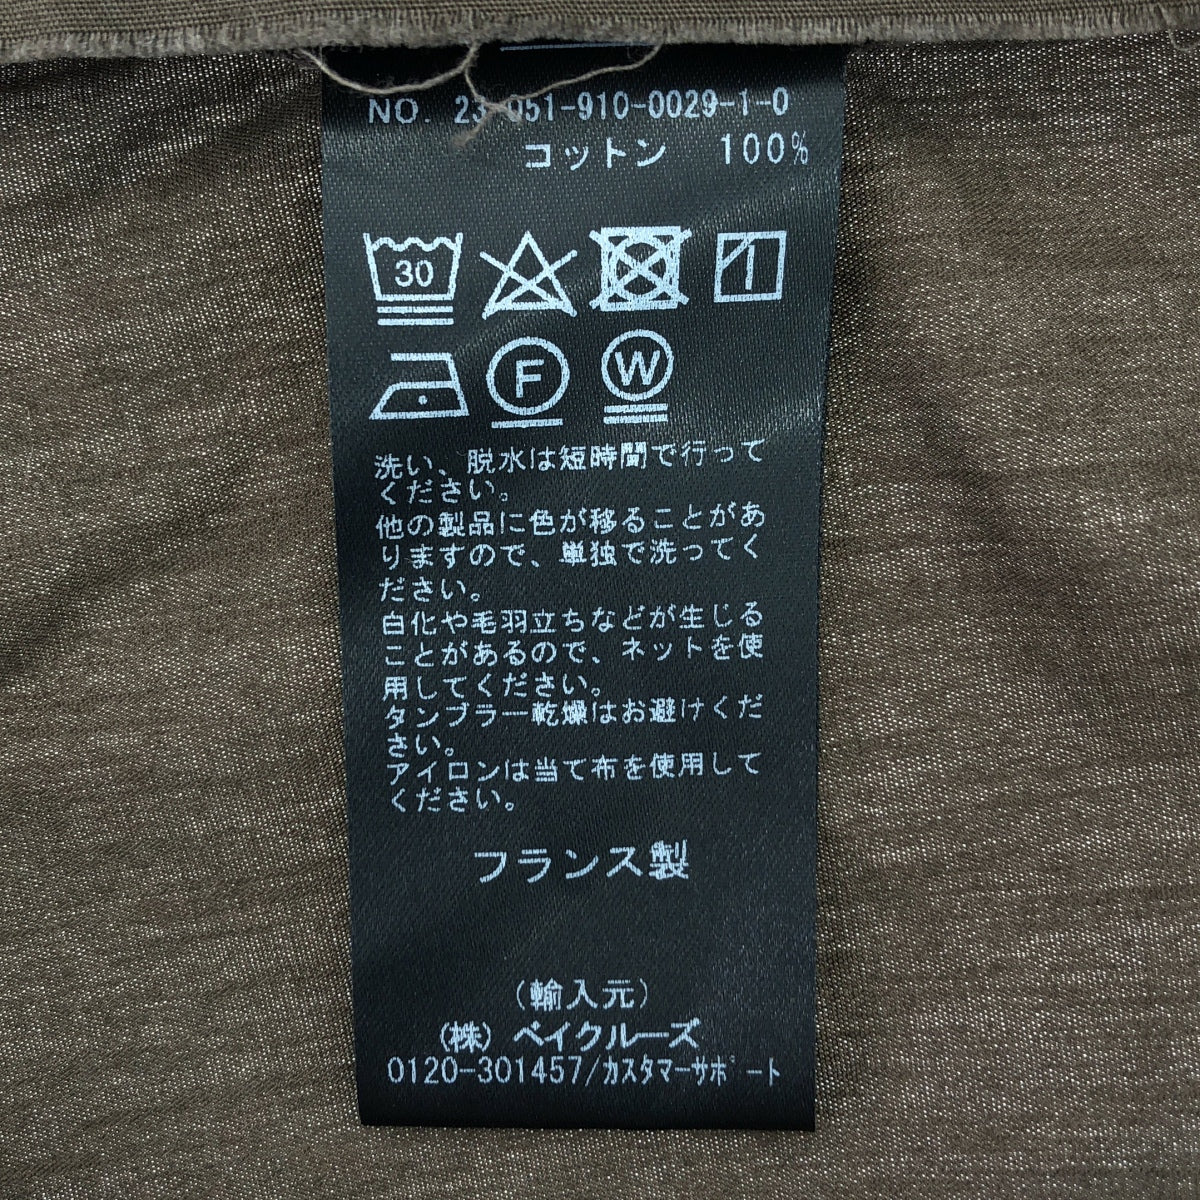 NO. 23-051-910-0029-1-0
コットン 100%
30
F
W
洗い、脱水は短時間で行って
ください。
他の製品に色が移ることがあ
りますので、単独で洗ってく
ださい。
白化や毛羽立ちなどが生じる
ことがあるので、ネットを使
用してください。
タンブラー乾燥はお避けくだ
さい。
アイロンは当て布を使用して
ください。
フランス製
(輸入元)
(株) ベイクルーズ
0120-301457/カスタマーサポート